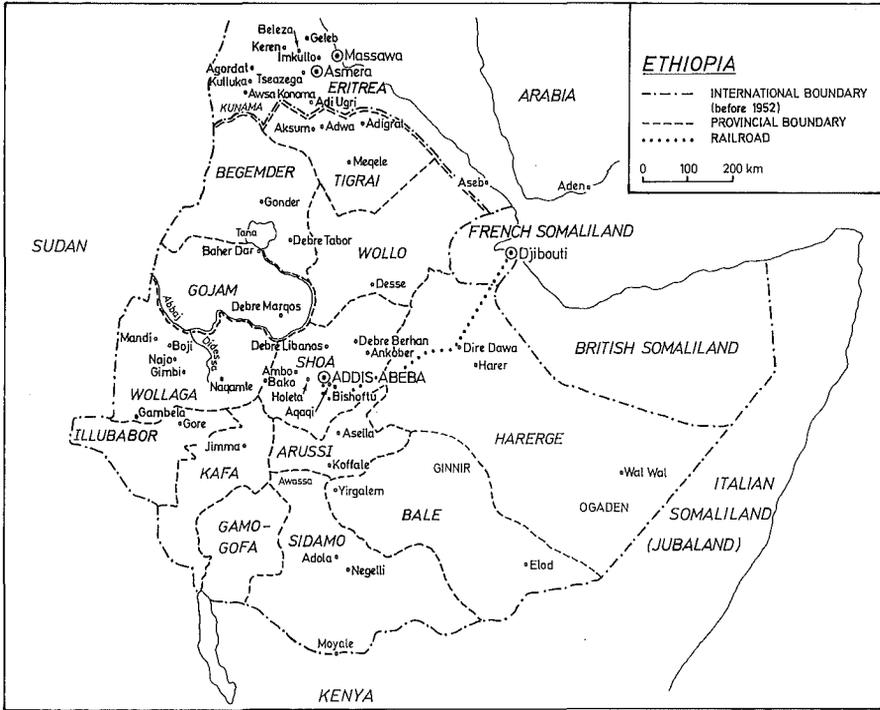 ETHIOPIA
INTERNATIONAL BOUNDARY
(before 1952)
PROVINCIAL BOUNDARY
RAILROAD
0 100 200 km
Beleza
Geleb
Keren
Imkullo
Massawa
Agordat
Tseazega
Asmera
Kulluka
ERITREA
Awsa Konoma
Adi Ugri
KUNAMA
ARABIA
Aksum
Adwa
Adigrat
Meqele
BEGEMDER
TIGRAI
Aseb
Aden
Gonder
SUDAN
Tana
Debre Tabor
FRENCH SOMALILAND
Baher Dar
WOLLO
Djibouti
GOJAM
Desse
Abbaj
Debre Marqos
Mandi
Boji
Didessa
Debre Libanos
Debre Berhan
Ankober
Dire Dawa
BRITISH SOMALILAND
Najo
SHOA
Harer
Gimbi
Ambo
ADDIS ABEBA
Naqamte
Bako
WOLLAGA
Holeta
Bishoftu
Aqaqi
Gambela
Gore
ILLUBABOR
Asella
HARERGE
Jimma
ARUSSI
Koffale
GINNIR
Wal Wal
KAFA
Awassa
Yirgalem
ITALIAN
SOMALILAND
(JUBALAND)
OGADEN
BALE
GAMO-
GOFA
SIDAMO
Adola
Negelli
Elod
Moyale
KENYA